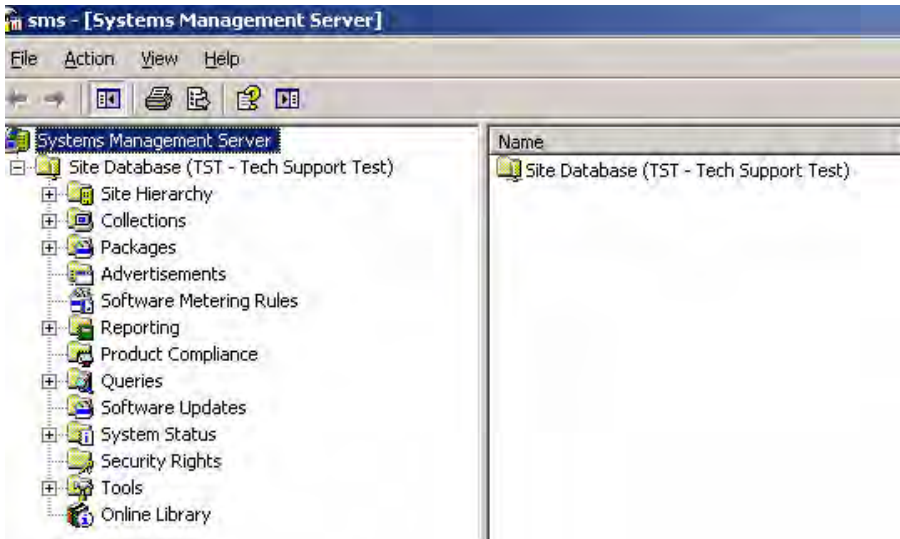 sms - [Systems Management Server]
File Action View Help
Systems Management Server
Site Database (TST - Tech Support Test)
Site Hierarchy
Collections
Packages
Advertisements
Software Metering Rules
Reporting
Product Compliance
Queries
Software Updates
System Status
Security Rights
Tools
Online Library
Name
Site Database (TST - Tech Support Test)